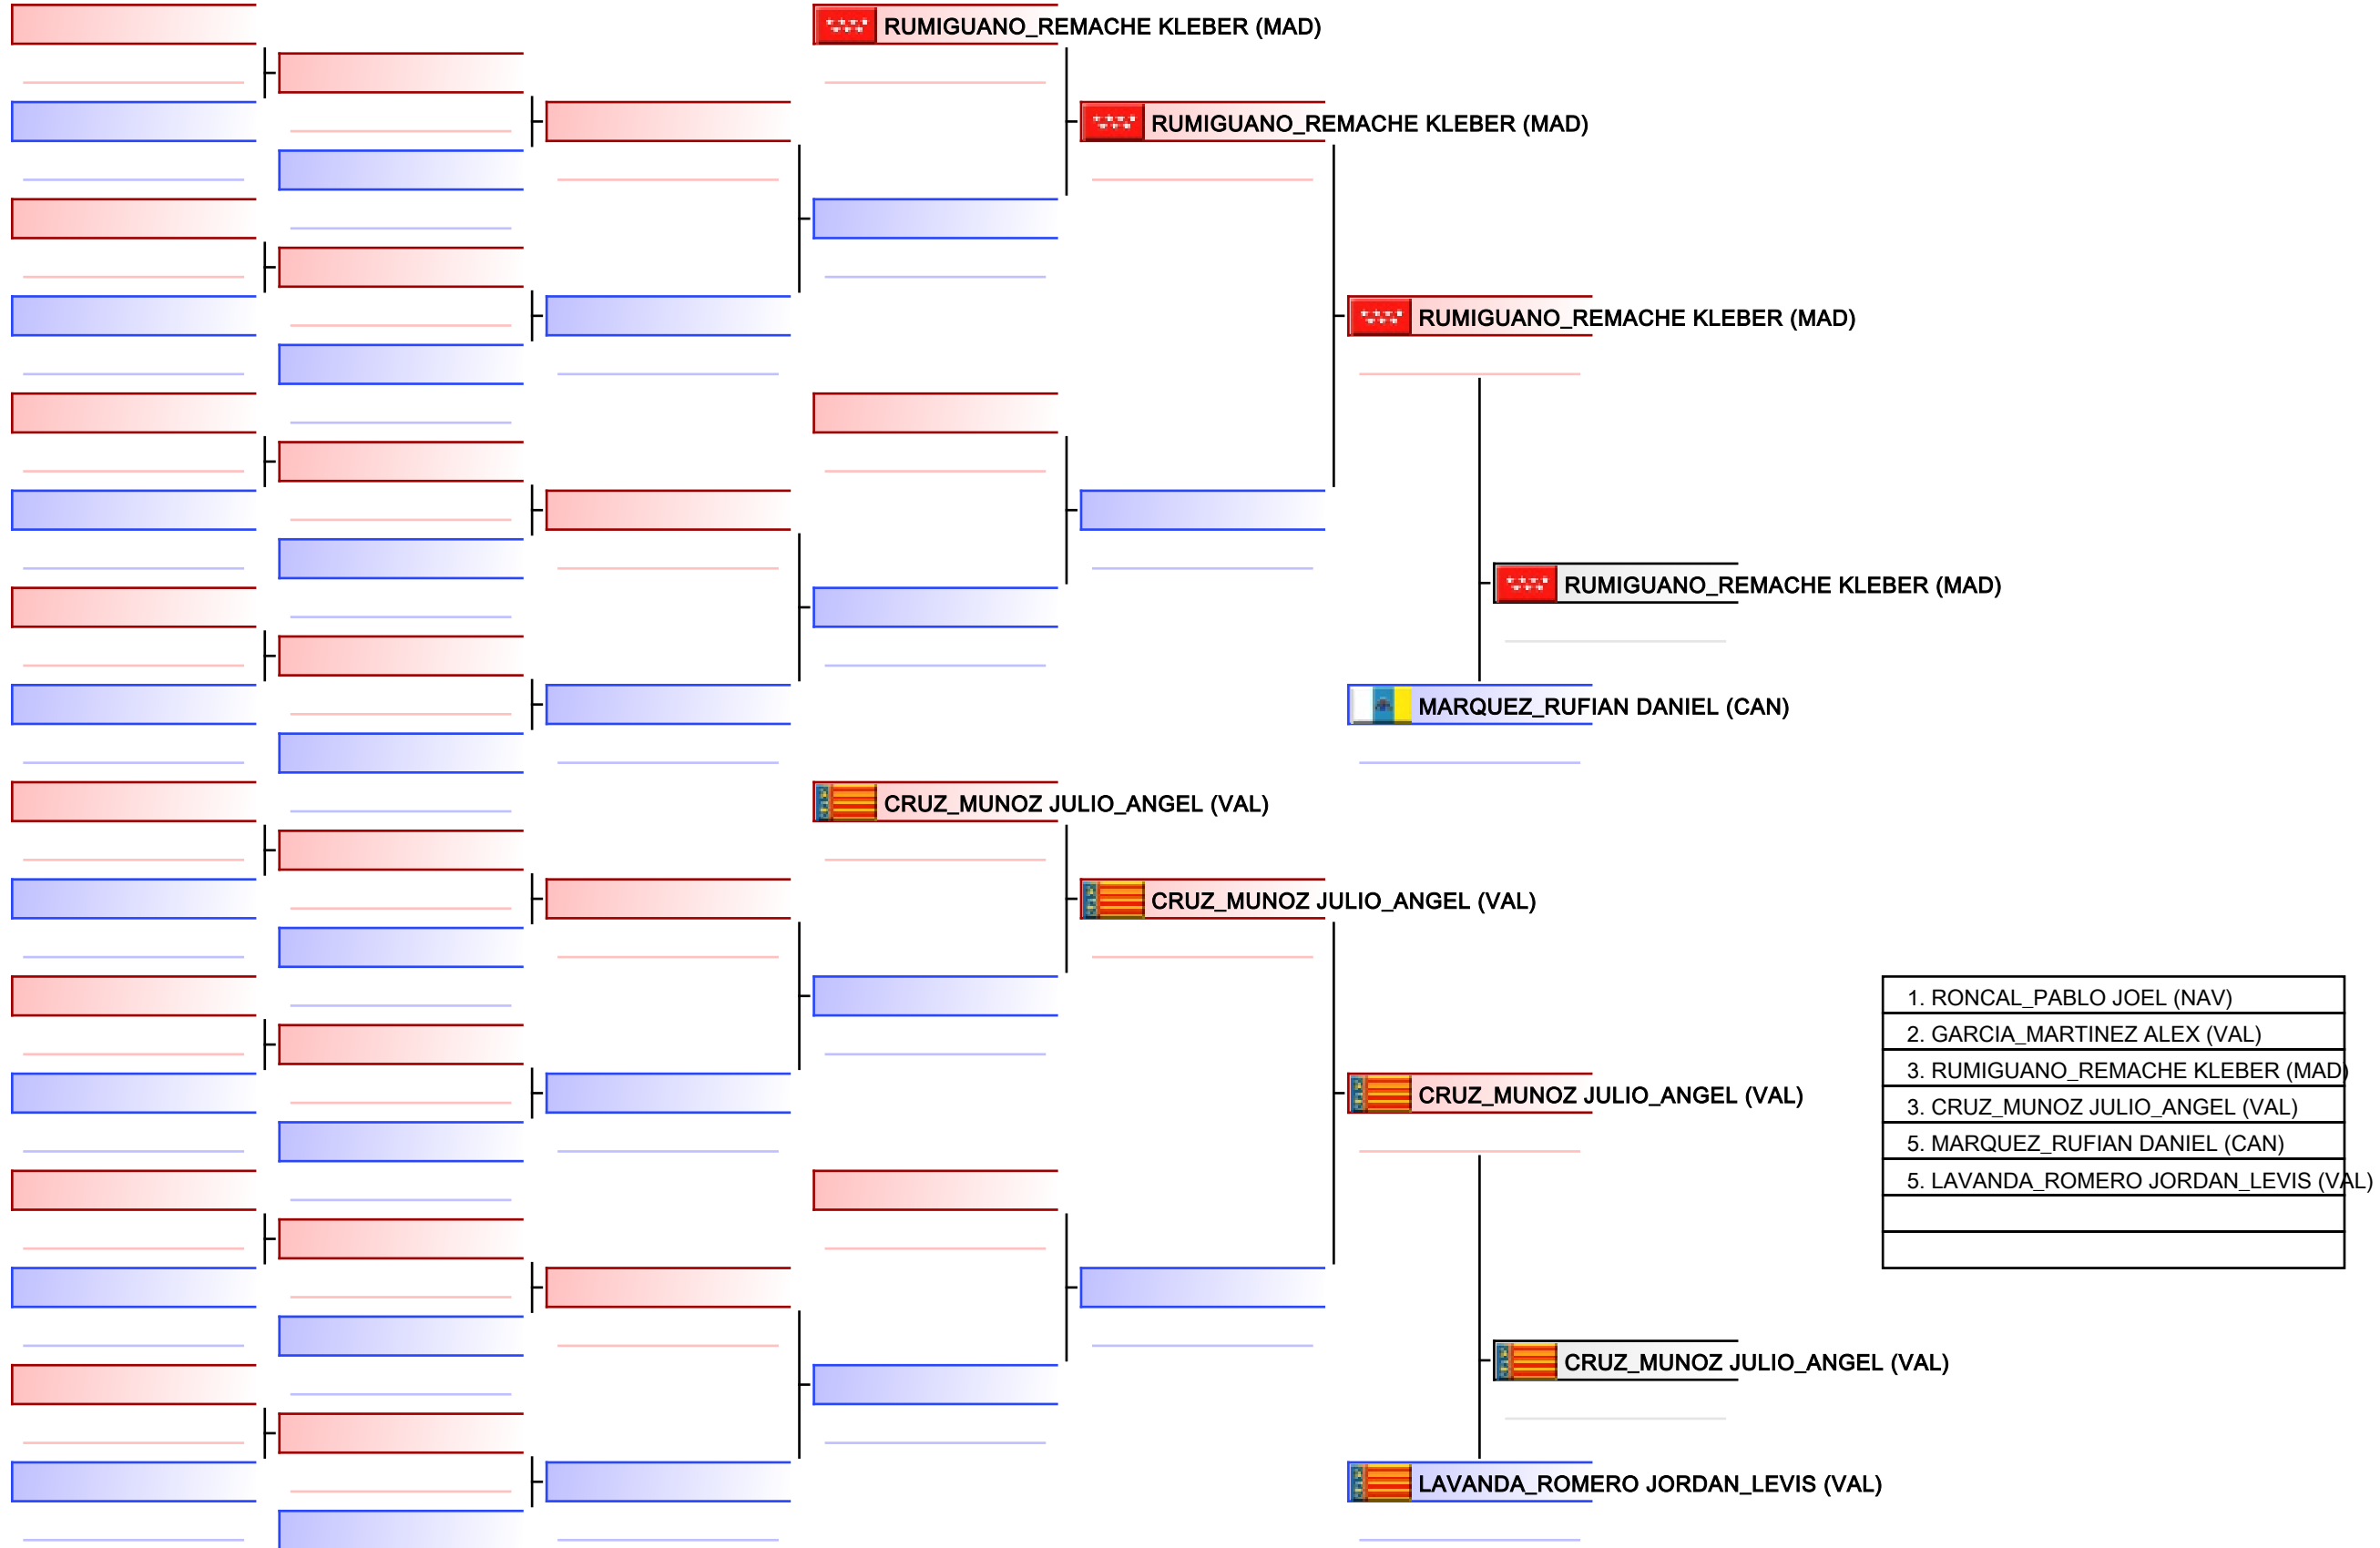 RUMIGUANO_REMACHE KLEBER (MAD)
RUMIGUANO_REMACHE KLEBER (MAD)
RUMIGUANO_REMACHE KLEBER (MAD)
RUMIGUANO_REMACHE KLEBER (MAD)
MARQUEZ_RUFIAN DANIEL (CAN)
CRUZ_MUNOZ JULIO_ANGEL (VAL)
CRUZ_MUNOZ JULIO_ANGEL (VAL)
CRUZ_MUNOZ JULIO_ANGEL (VAL)
CRUZ_MUNOZ JULIO_ANGEL (VAL)
LAVANDA_ROMERO JORDAN_LEVIS (VAL)
1. RONCAL_PABLO JOEL (NAV)
2. GARCIA_MARTINEZ ALEX (VAL)
3. RUMIGUANO_REMACHE KLEBER (MAD)
3. CRUZ_MUNOZ JULIO_ANGEL (VAL)
5. MARQUEZ_RUFIAN DANIEL (CAN)
5. LAVANDA_ROMERO JORDAN_LEVIS (VAL)